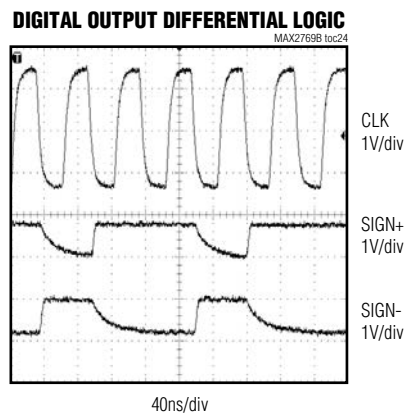 DIGITAL OUTPUT DIFFERENTIAL LOGIC
MAX2769B toc24
T
CLK
1V/div
SIGN+
1V/div
SIGN-
1V/div
40ns/div